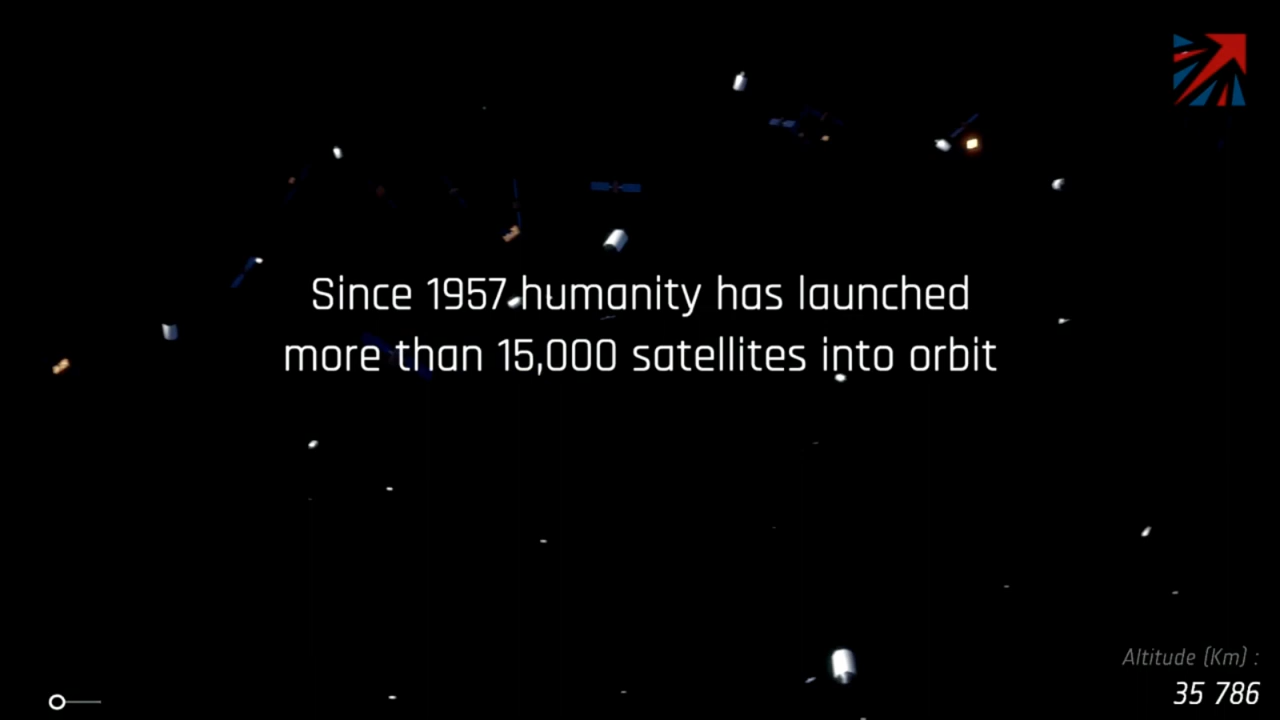 Since 1957 humanity has launched
more than 15,000 satellites into orbit
Altitude (Km) :
35 786